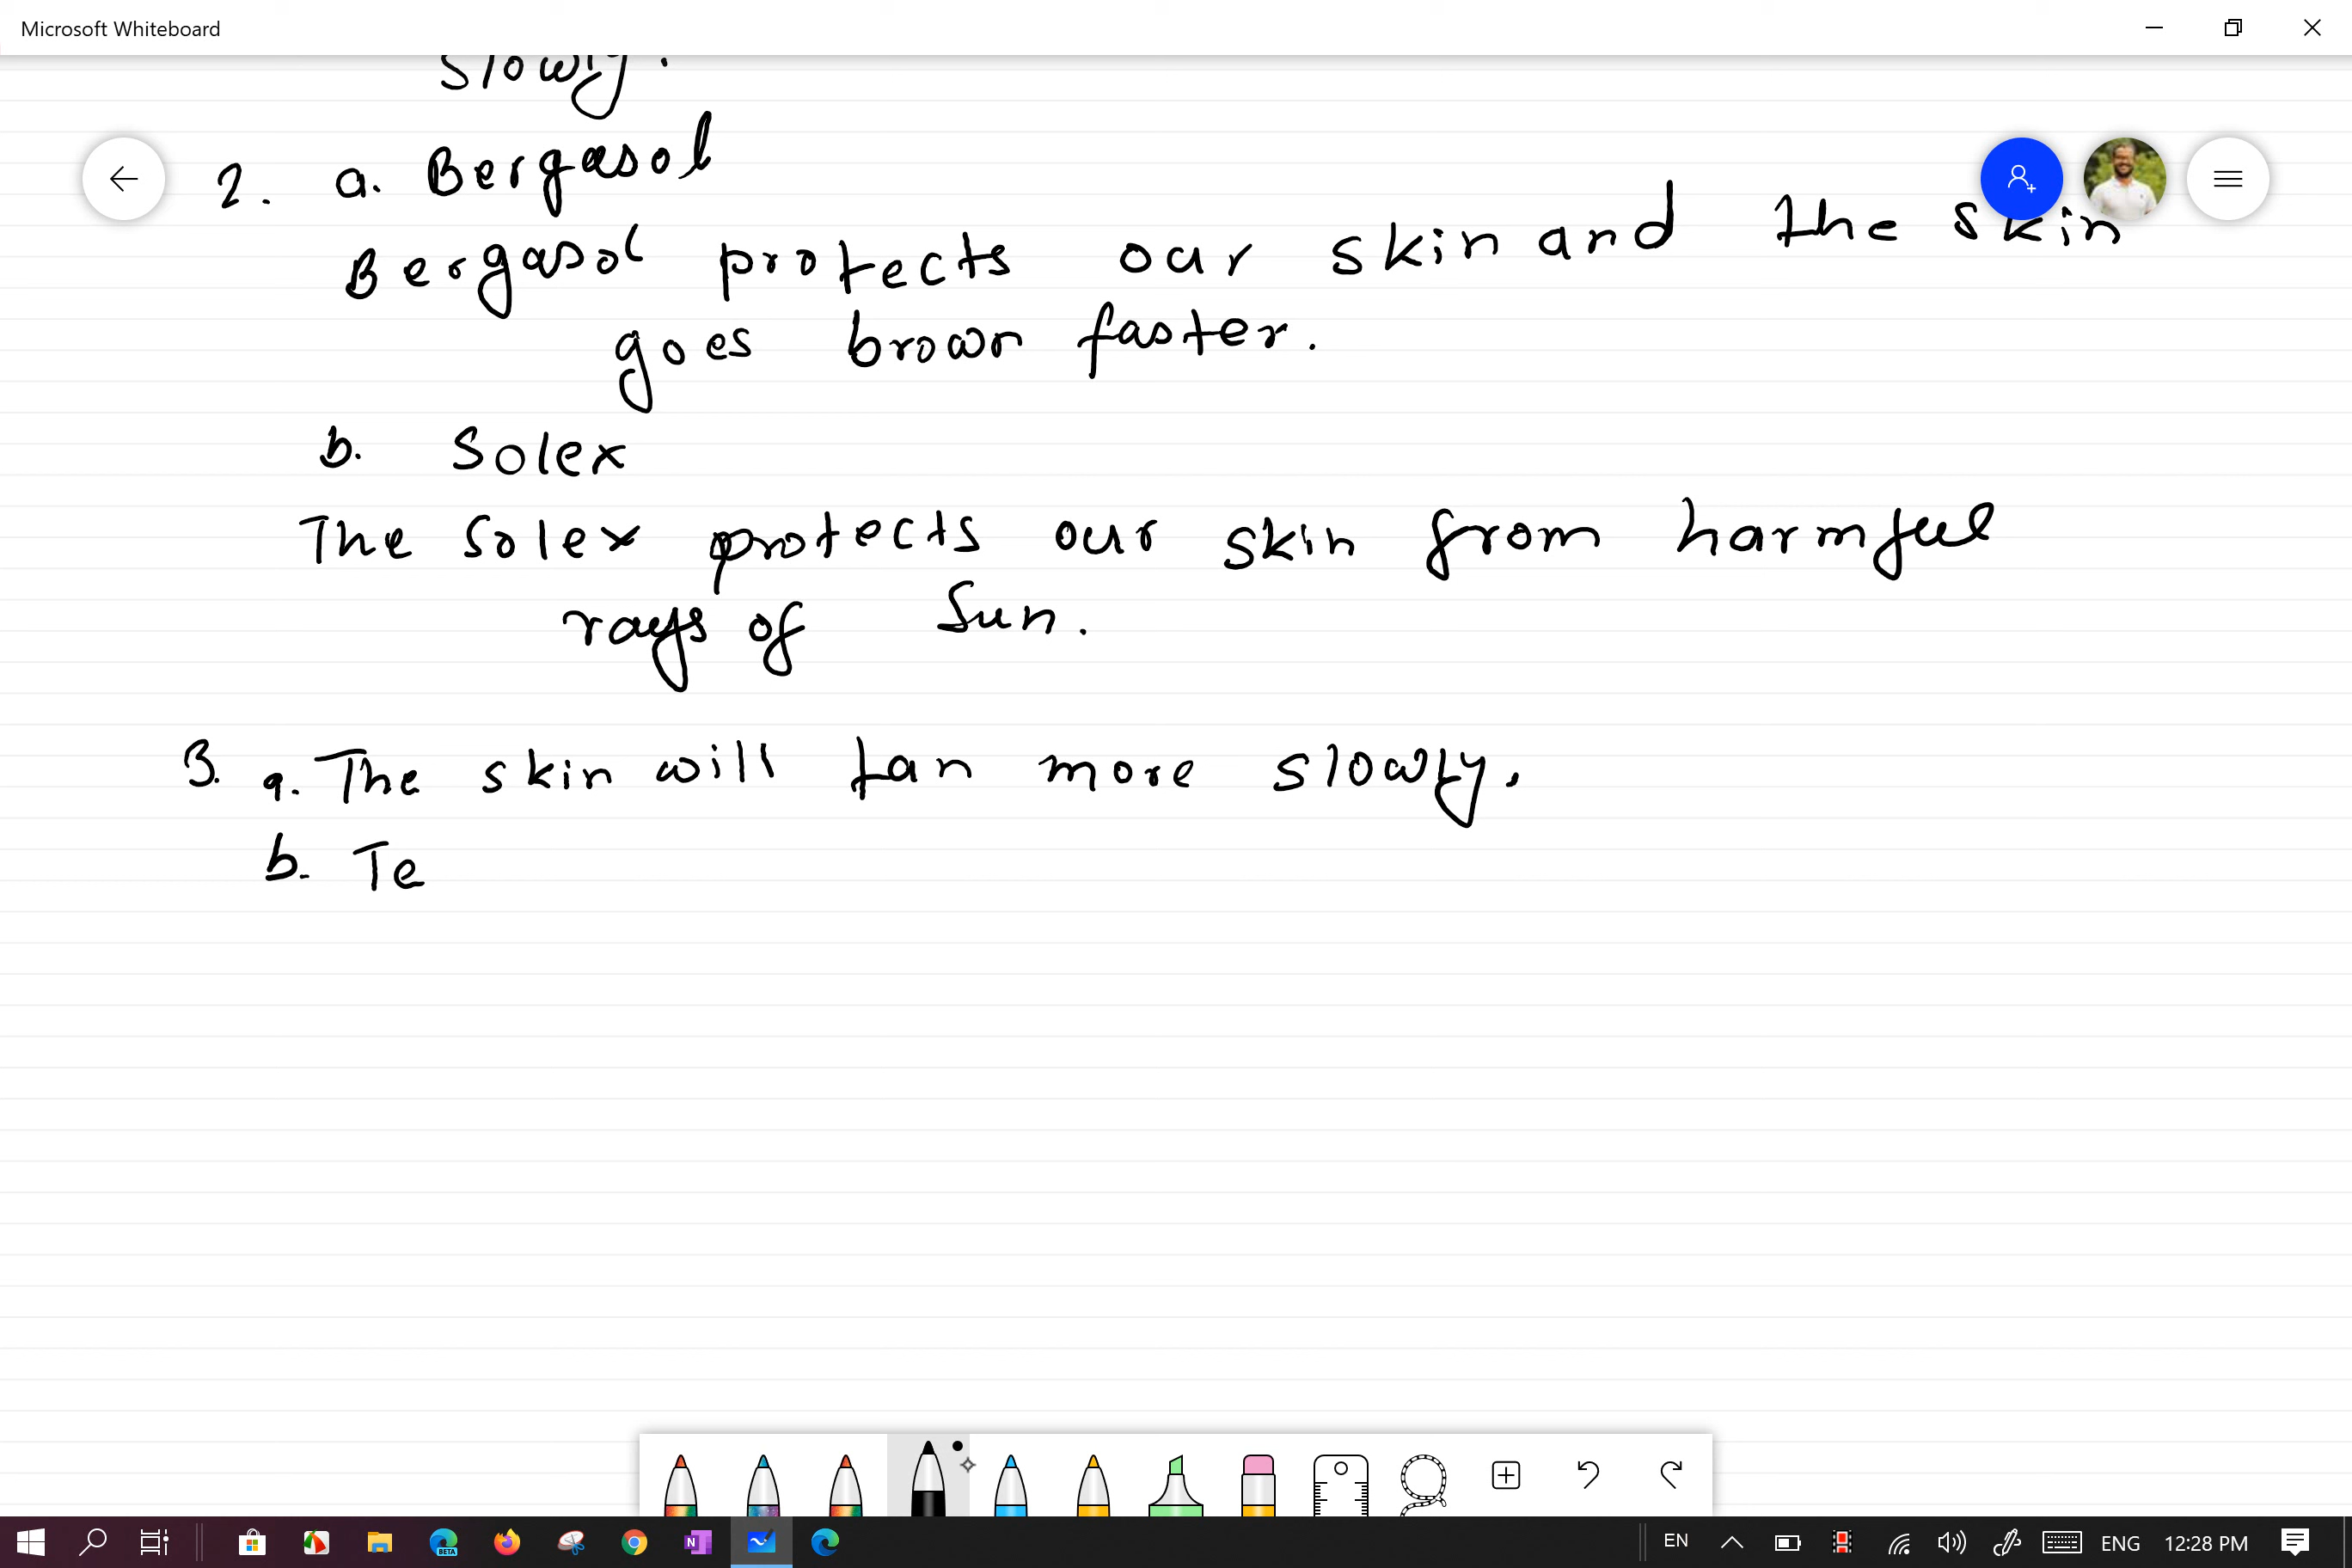 Microsoft Whiteboard
slowly.
2. a. Bergasol
Bergasol protects our skin and the skin
goes brown faster.
b. Solex
The Solex protects our skin from harmful
rays of Sun.
3. a. The skin will tan more slowly.
b. Te
BETA
N
EN
ENG
12:28 PM